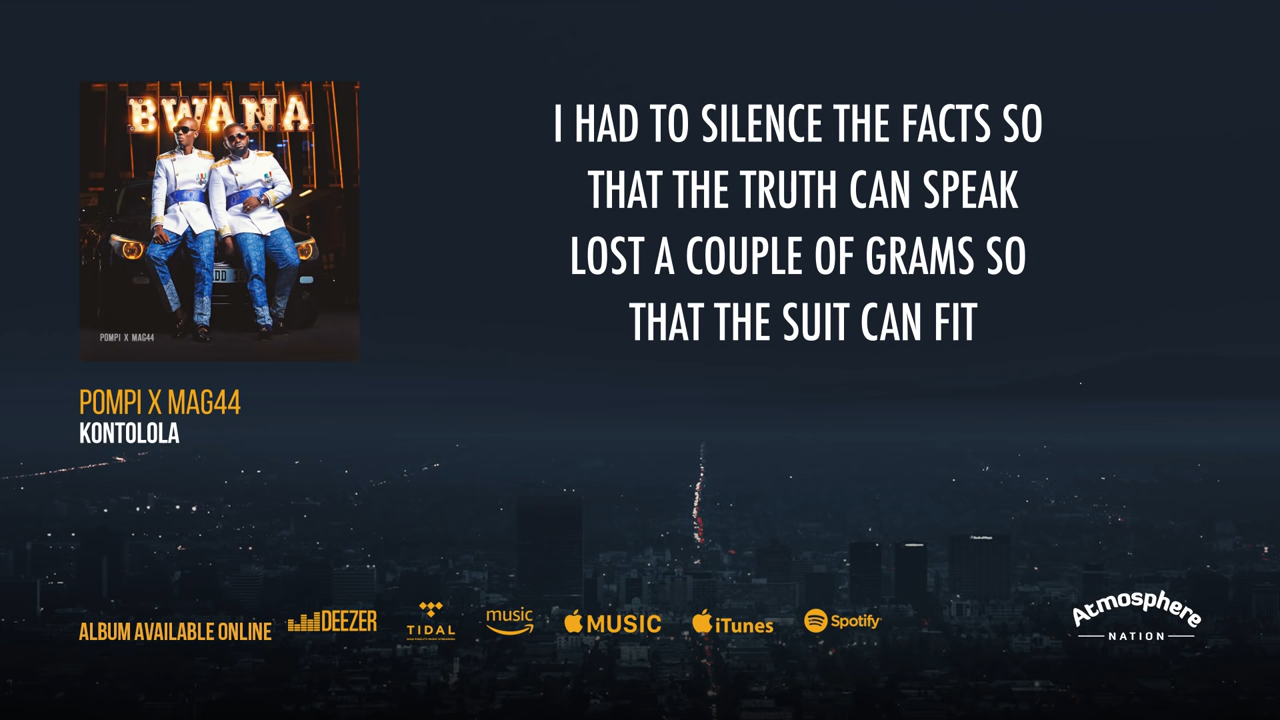 BWANA
POMPI X MAG44
I HAD TO SILENCE THE FACTS SO
THAT THE TRUTH CAN SPEAK
LOST A COUPLE OF GRAMS SO
THAT THE SUIT CAN FIT
POMPI X MAG44
KONTOLOLA
ALBUM AVAILABLE ONLINE
DEEZER
TIDAL
music
MUSIC
iTunes
Spotify
Atmosphere
NATION